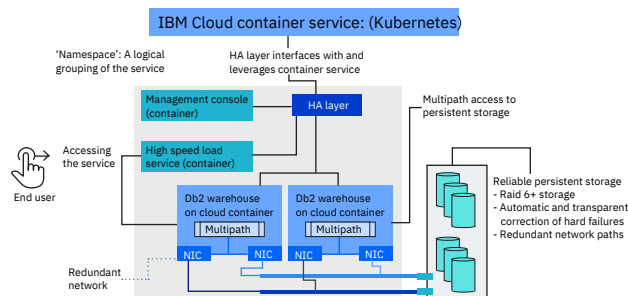 IBM Cloud container service: (Kubernetes)
'Namespace': A logical
grouping of the service
HA layer interfaces with and
leverages container service
Management console
(container)
HA layer
Multipath access to
persistent storage
Accessing
the service
High speed load
service (container)
End user
Db2 warehouse
on cloud container
Multipath
NIC
NIC
Db2 warehouse
on cloud container
Multipath
NIC
NIC
Reliable persistent storage
- Raid 6+ storage
- Automatic and transparent
correction of hard failures
- Redundant network paths
Redundant
network